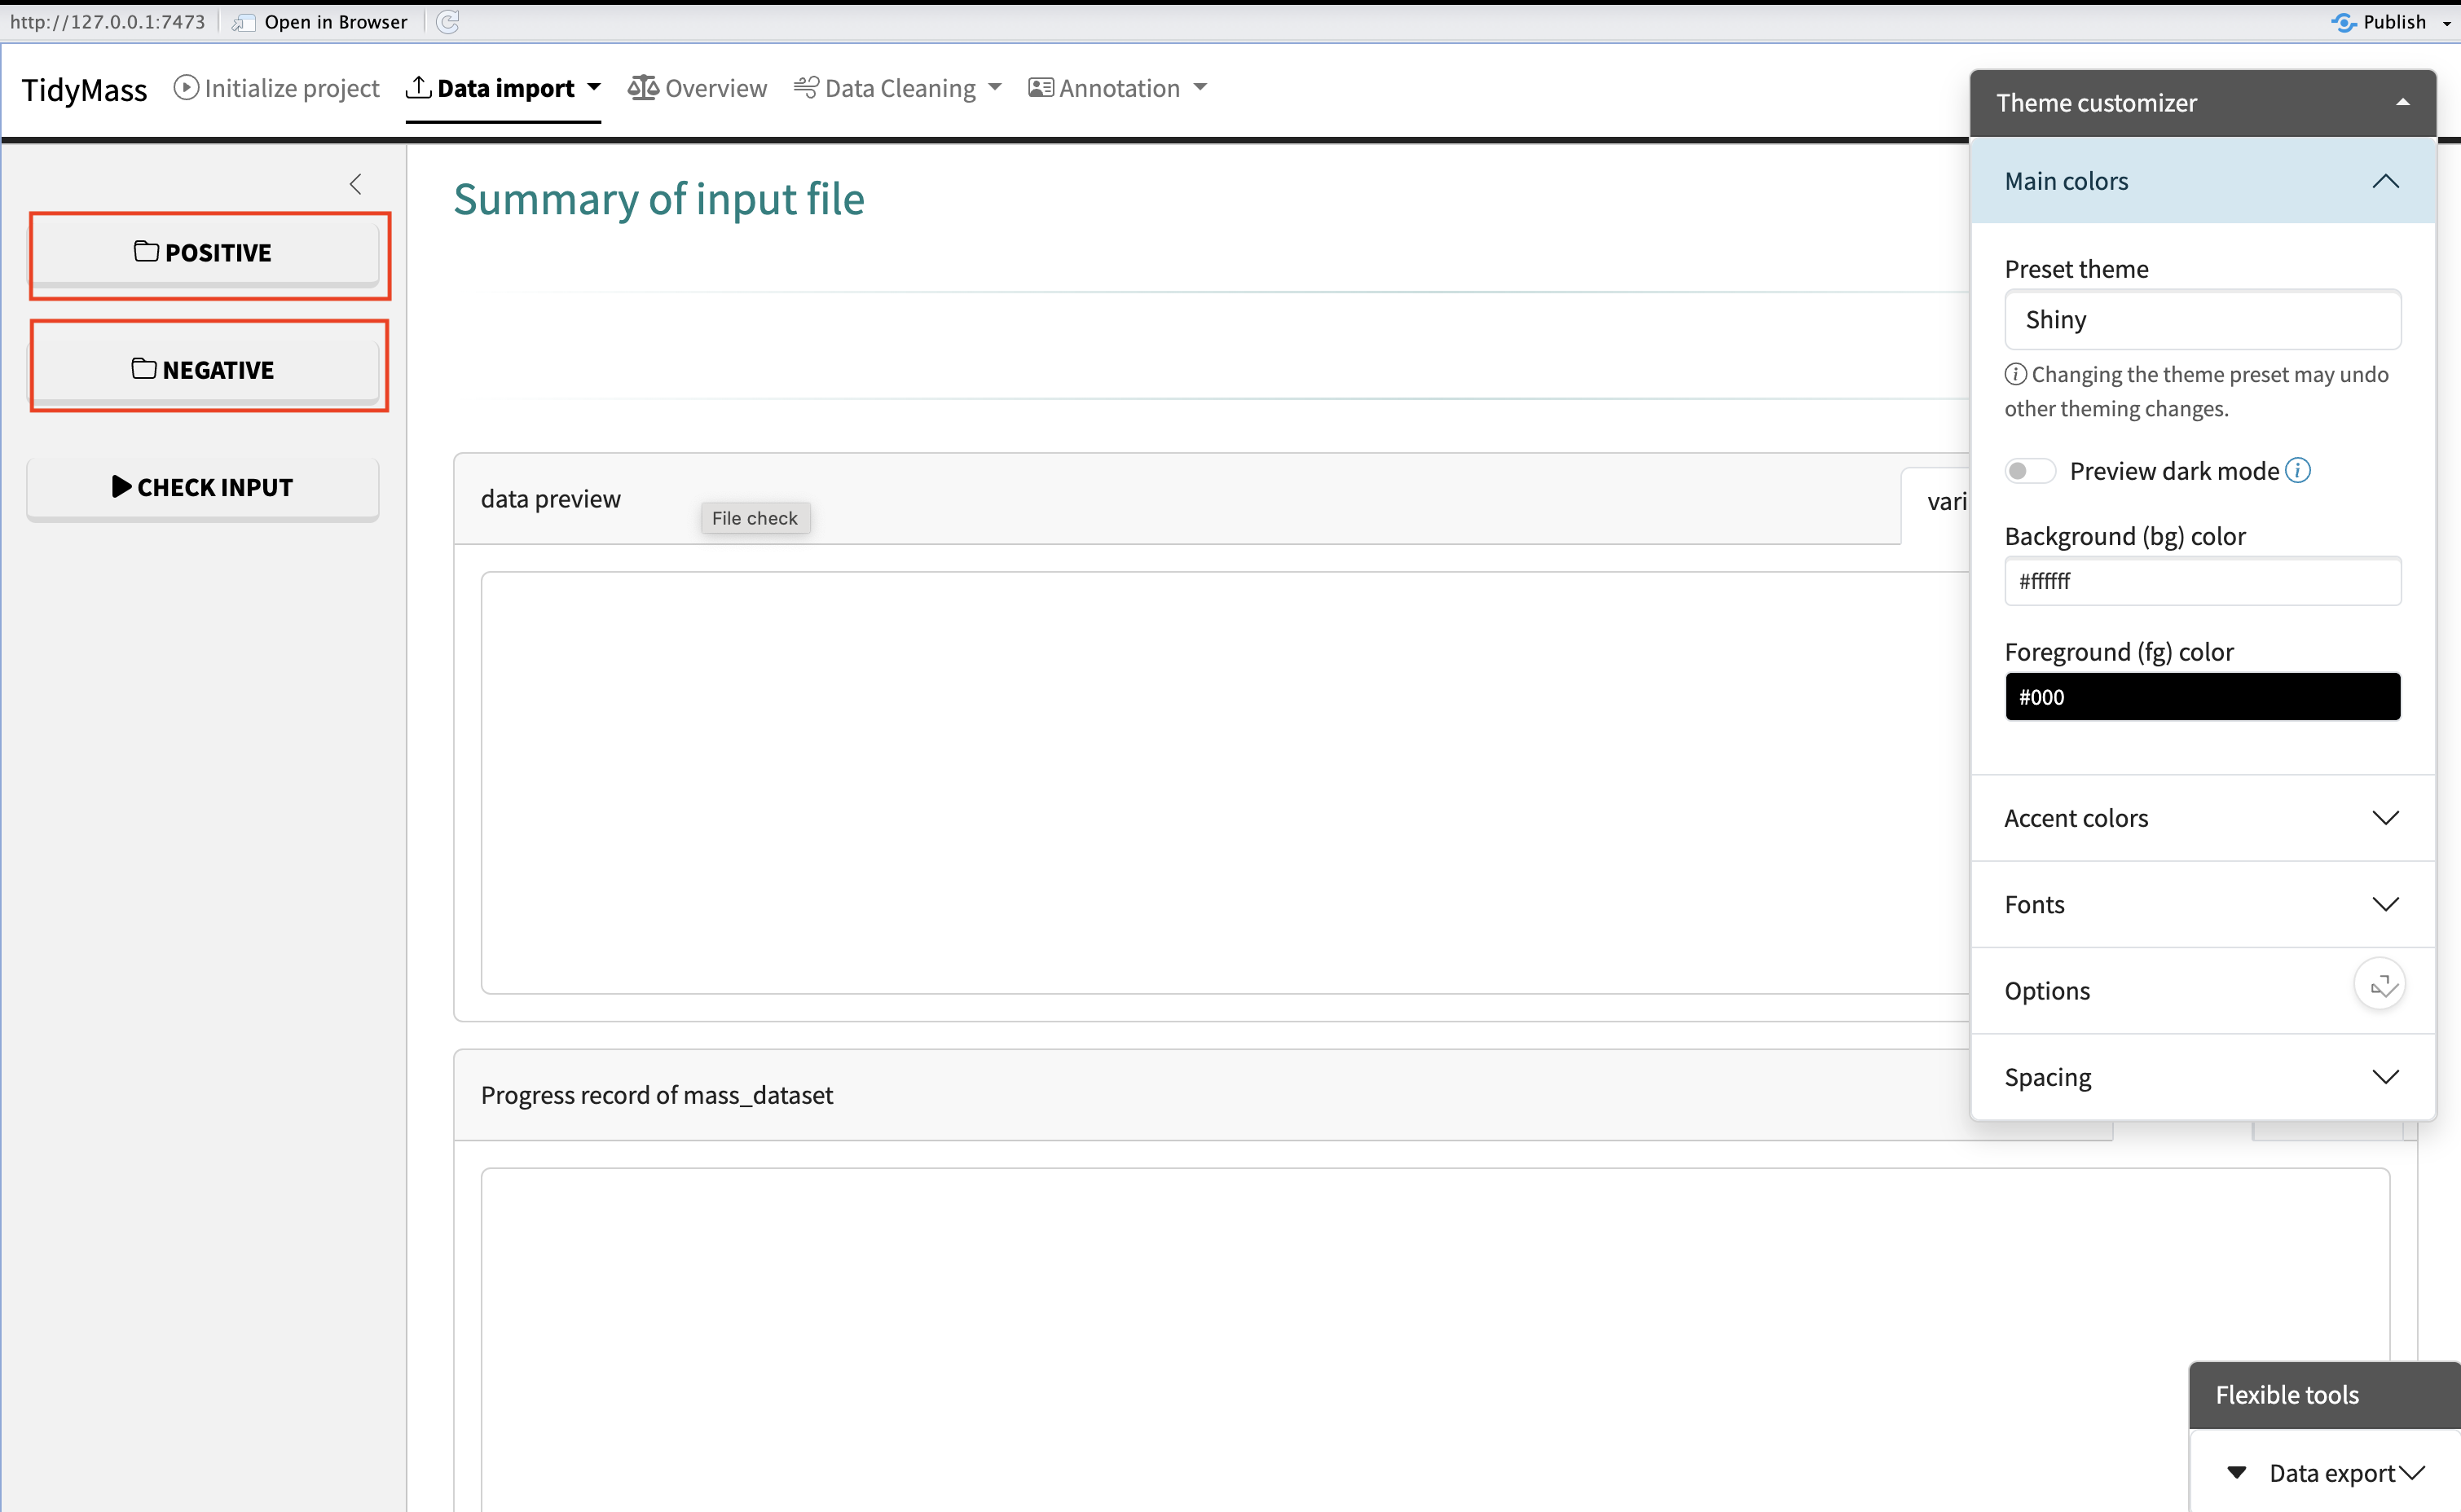 http://127.0.0.1:7473 Open in Browser Publish
TidyMass Initialize project Data import Overview Data Cleaning Annotation
Theme customizer
Main colors
Summary of input file
POSITIVE
NEGATIVE
CHECK INPUT
data preview
File check
vari
Preset theme
Shiny
Changing the theme preset may undo
other theming changes.
Preview dark mode
Background (bg) color
#ffffff
Foreground (fg) color
#000
Accent colors
Fonts
Options
Spacing
Progress record of mass_dataset
Flexible tools
Data export